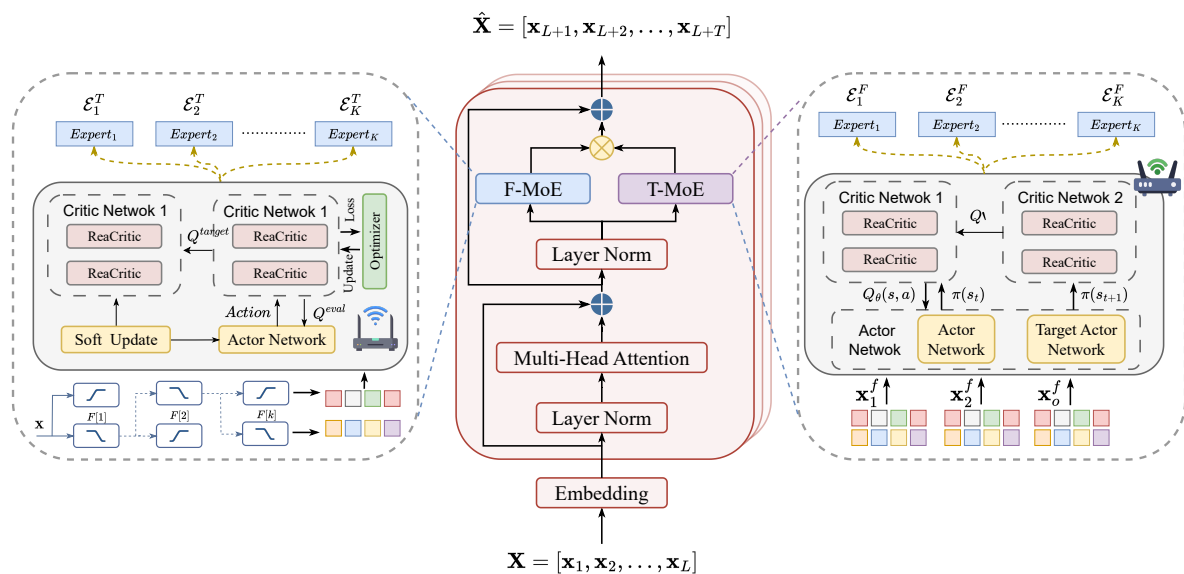 X̂ = [x_{L+1}, x_{L+2}, . . . , x_{L+T}]
ℰ_1^T
ℰ_2^T
ℰ_K^T
Expert_1
Expert_2
Expert_K
Critic Netwok 1
ReaCritic
ReaCritic
Q^{target}
Critic Netwok 1
ReaCritic
ReaCritic
Loss
Update
Optimizer
Action
Q^{eval}
Soft Update
Actor Network
x
F[1]
F[2]
F[k]
F-MoE
T-MoE
Layer Norm
Multi-Head Attention
Layer Norm
Embedding
X = [x_1, x_2, . . . , x_L]
ℰ_1^F
ℰ_2^F
ℰ_K^F
Expert_1
Expert_2
Expert_K
Critic Netwok 1
ReaCritic
ReaCritic
Q
Critic Netwok 2
ReaCritic
ReaCritic
Q_θ(s, a)
π(s_t)
π(s_{t+1})
Actor
Netwok
Actor
Network
Target Actor
Network
x_1^f
x_2^f
x_o^f